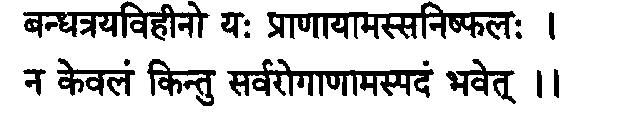 बन्धत्रयविहीनो यः प्राणायामस्सनिष्फलः ।
न केवलं किन्तु सर्वरोगाणामस्पदं भवेत् ।।